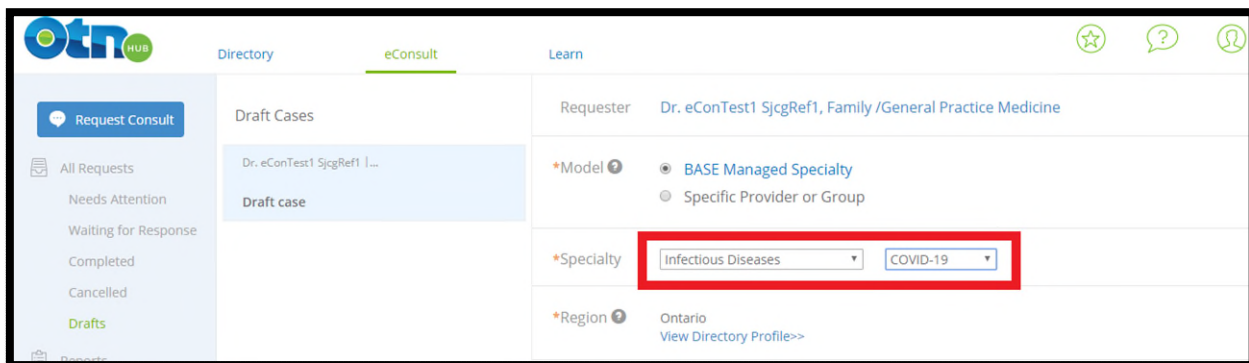 otn HUB
Directory eConsult Learn
Request Consult
All Requests
Needs Attention
Waiting for Response
Completed
Cancelled
Drafts
Reports
Draft Cases
Dr. eConTest1 SjcgRef1 |...
Draft case
Requester Dr. eConTest1 SjcgRef1, Family /General Practice Medicine
*Model ? BASE Managed Specialty
Specific Provider or Group
*Specialty Infectious Diseases COVID-19
*Region ? Ontario
View Directory Profile>>